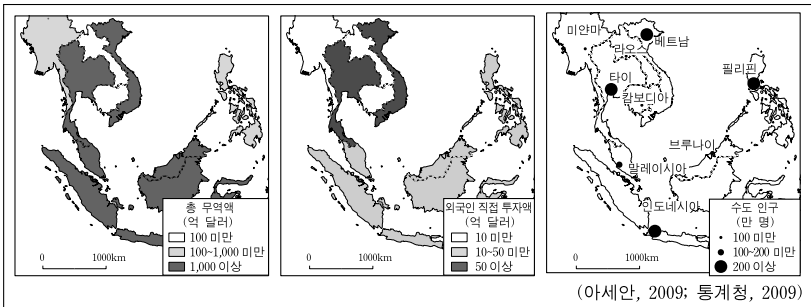 총 무역액
(억 달러)
100 미만
100~1,000 미만
1,000 이상
0 1000km
외국인 직접 투자액
(억 달러)
10 미만
10~50 미만
50 이상
0 1000km
미얀마
베트남
라오스
타이
필리핀
캄보디아
브루나이
말레이시아
인도네시아
수도 인구
(만 명)
100 미만
100~200 미만
200 이상
0 1000km
(아세안, 2009; 통계청, 2009)